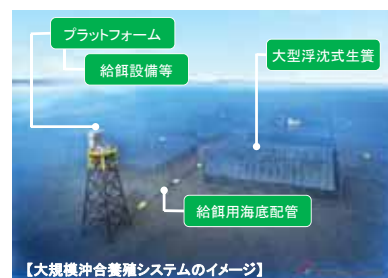 プラットフォーム
給餌設備等
大型浮沈式生簀
給餌用海底配管
【大規模沖合養殖システムのイメージ】